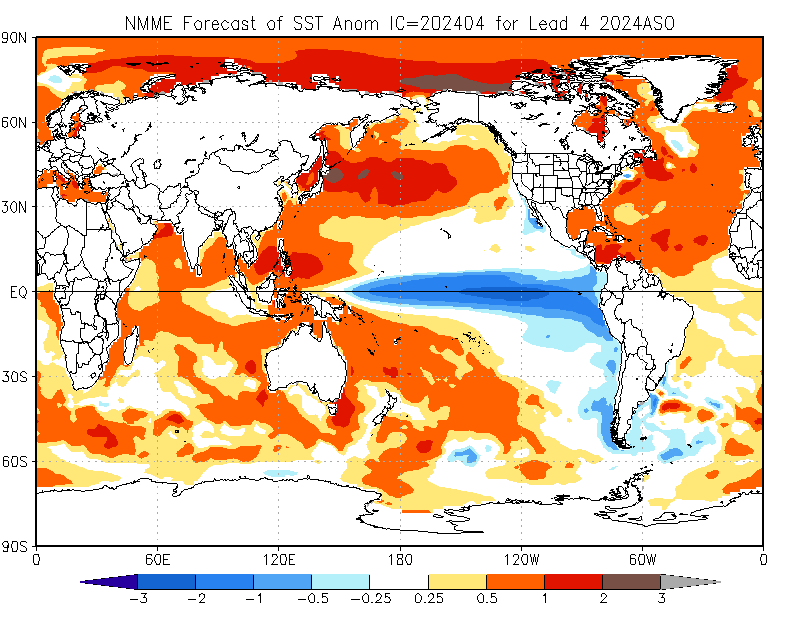 NMME Forecast of SST Anom IC=202404 for Lead 4 2024ASO
90N
60N
30N
EQ
30S
60S
90S
0 60E 120E 180 120W 60W 0
-3 -2 -1 -0.5 -0.25 0.25 0.5 1 2 3